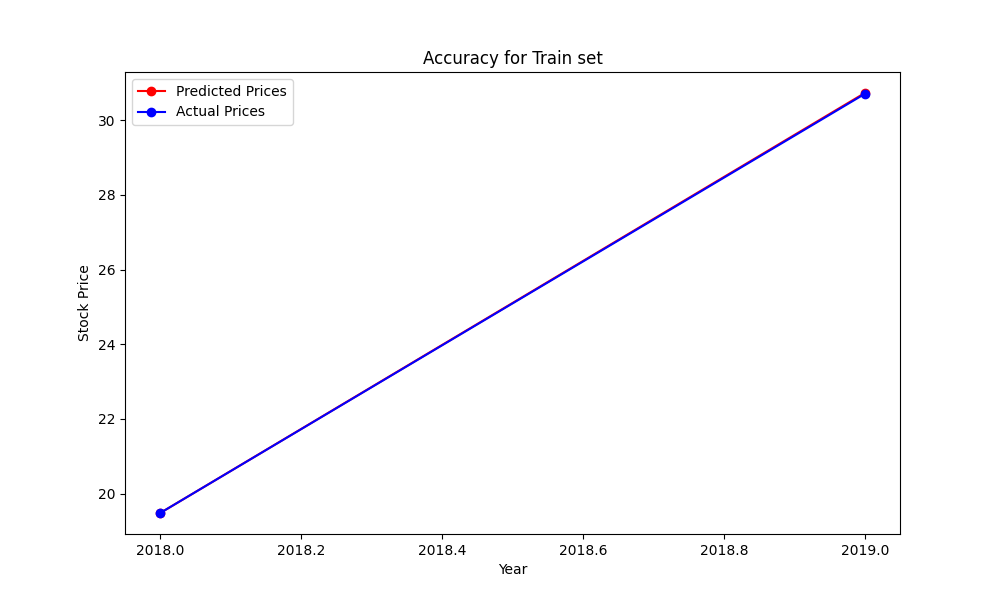 Accuracy for Train set
Predicted Prices
Actual Prices
30
28
26
24
22
20
Stock Price
2018.0 2018.2 2018.4 2018.6 2018.8 2019.0
Year